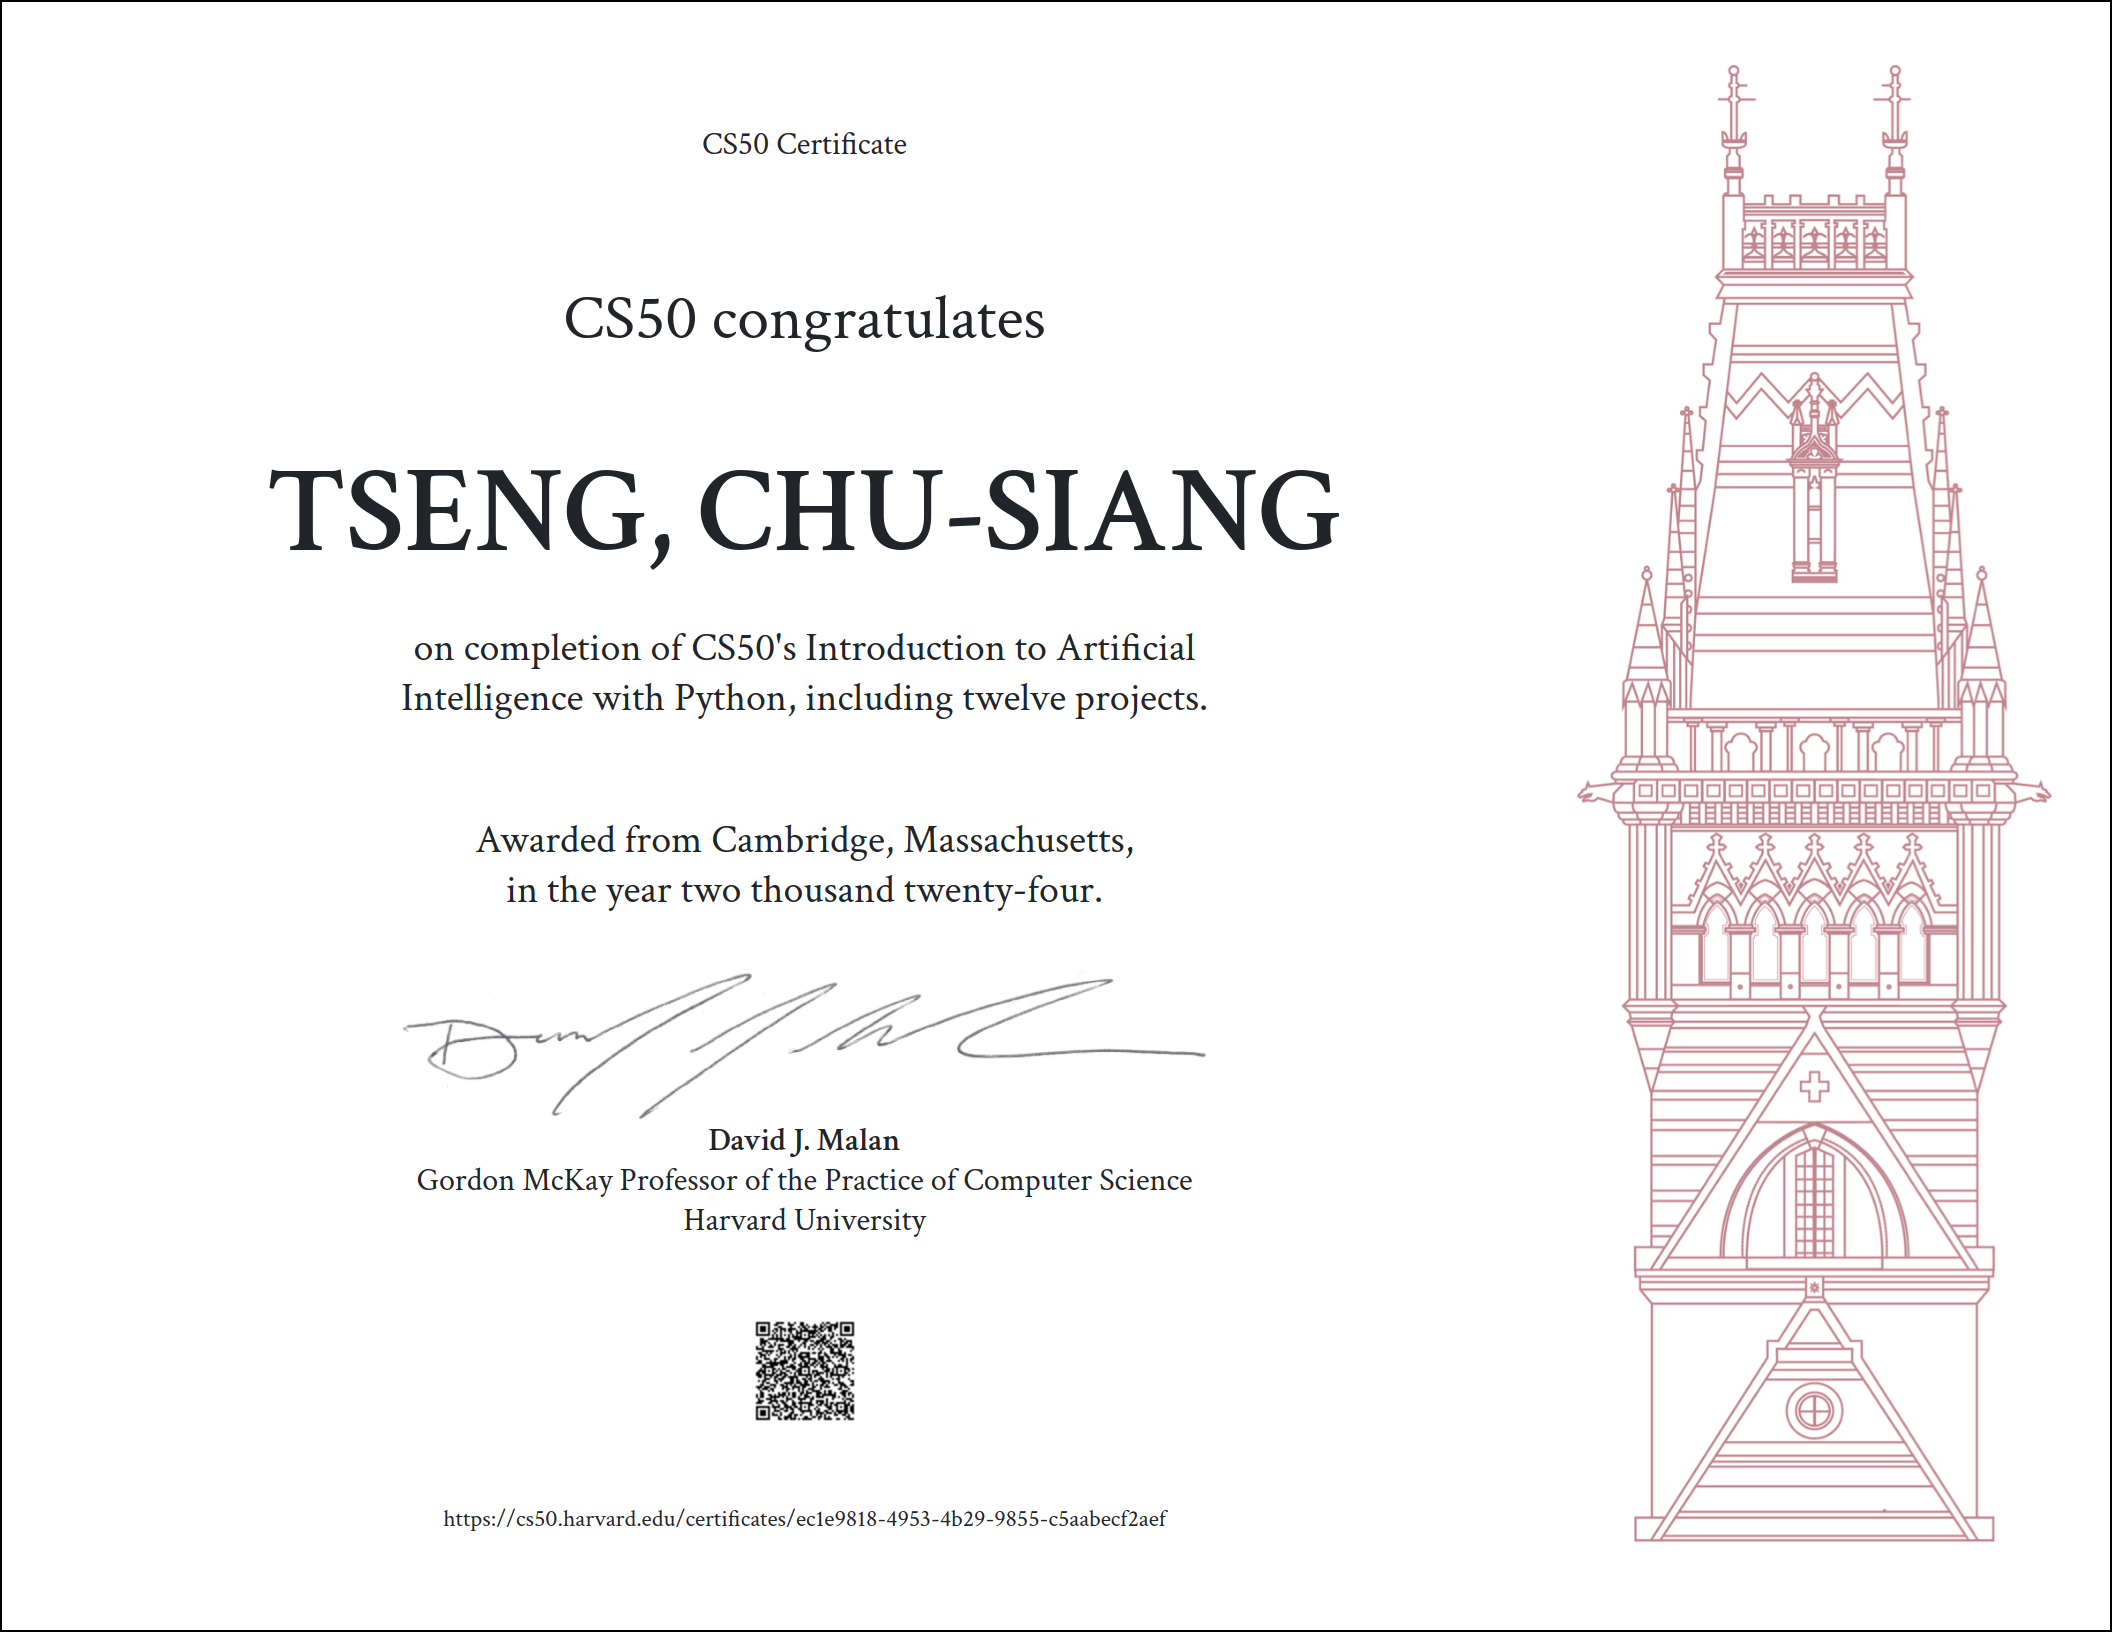 CS50 Certificate
CS50 congratulates
TSENG, CHU-SIANG
on completion of CS50's Introduction to Artificial
Intelligence with Python, including twelve projects.
Awarded from Cambridge, Massachusetts,
in the year two thousand twenty-four.
David J. Malan
Gordon McKay Professor of the Practice of Computer Science
Harvard University
https://cs50.harvard.edu/certificates/ec1e9818-4953-4b29-9855-c5aabecf2aef